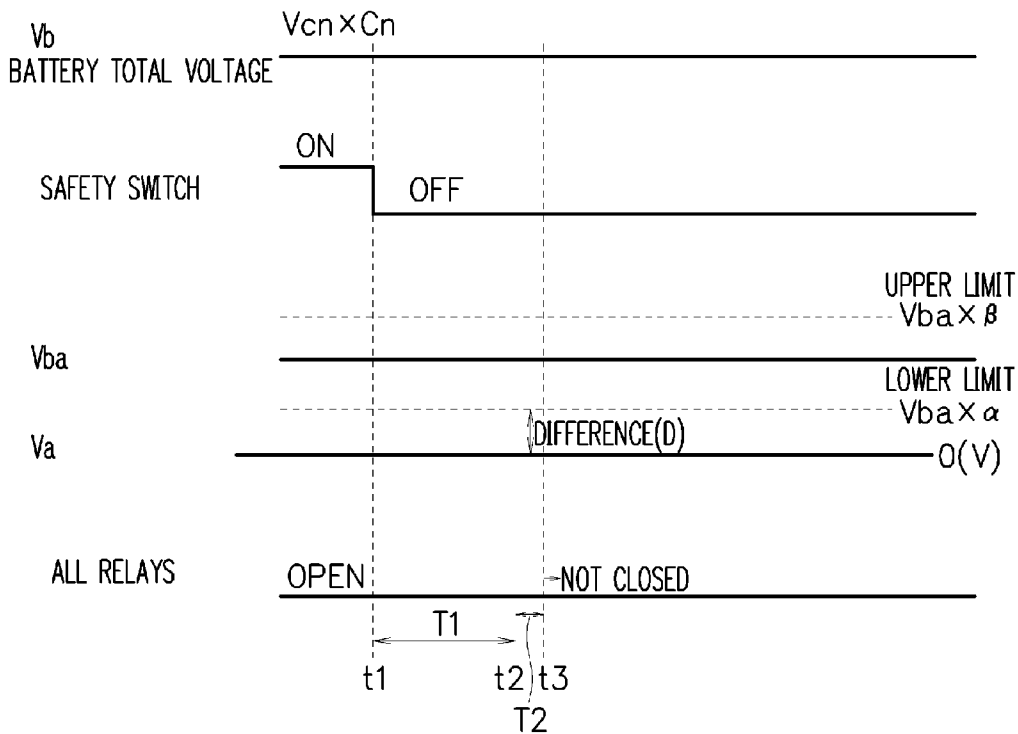 Vb
Vcn×Cn
BATTERY TOTAL VOLTAGE
ON
SAFETY SWITCH
OFF
UPPER LIMIT
Vba×β
Vba
LOWER LIMIT
Vba×α
DIFFERENCE(D)
Va
0(V)
ALL RELAYS
OPEN
NOT CLOSED
T1
t1
t2
t3
T2